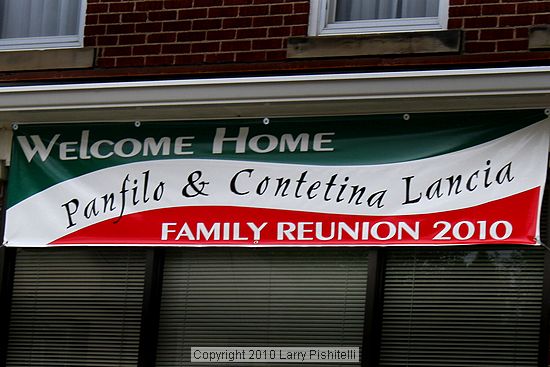 Welcome Home
Panfilo & Contetina Lancia
FAMILY REUNION 2010
Copyright 2010 Larry Pishitelli